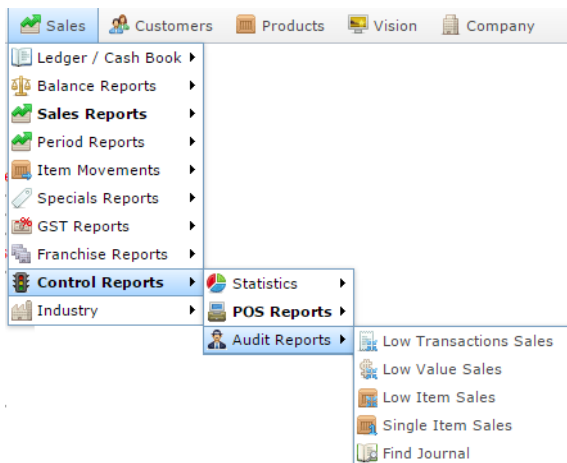 Sales Customers Products Vision Company
Ledger / Cash Book
Balance Reports
Sales Reports
Period Reports
Item Movements
Specials Reports
GST Reports
Franchise Reports
Control Reports
Industry
Statistics
POS Reports
Audit Reports
Low Transactions Sales
Low Value Sales
Low Item Sales
Single Item Sales
Find Journal